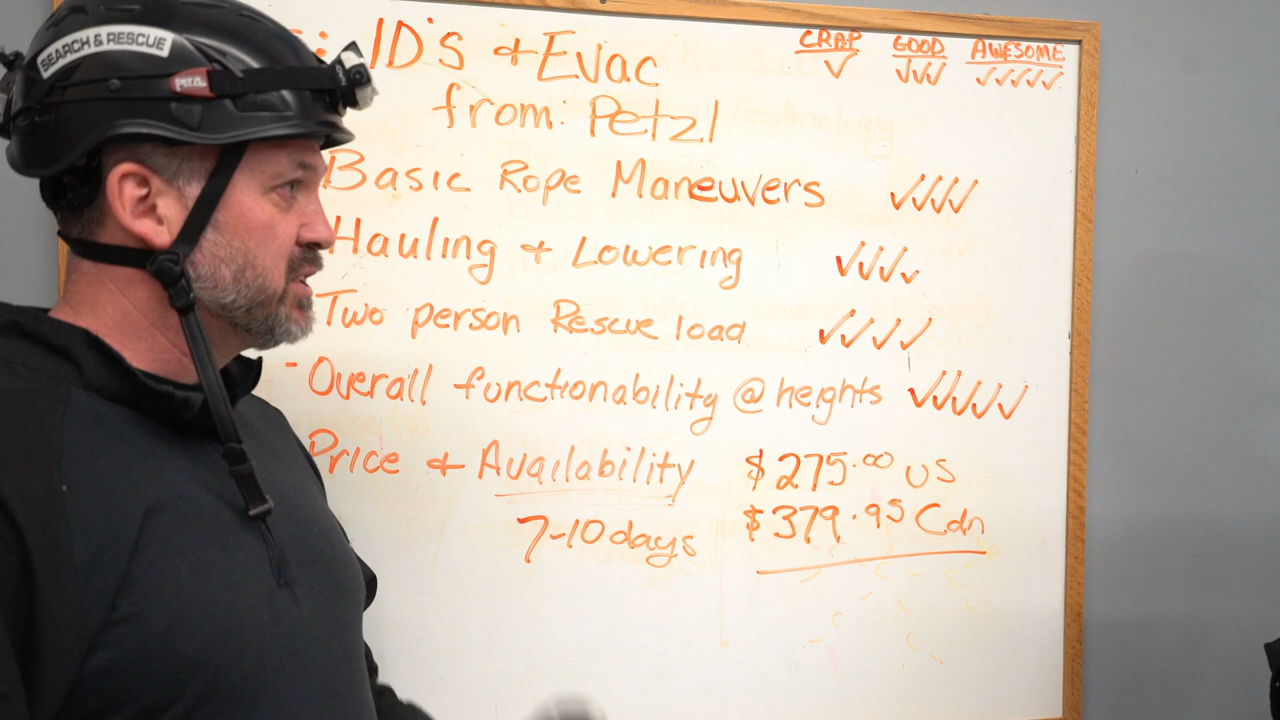 SEARCH & RESCUE
PETZL
: ID's + Evac
from: Petzl
CRAP GOOD AWESOME
✓ ✓✓✓ ✓✓✓✓✓
Basic Rope Maneuvers ✓✓✓✓
Hauling + Lowering ✓✓✓✓
Two person Rescue load ✓✓✓✓
- Overall functionability @ heights ✓✓✓✓✓
Price + Availability $275.00 US
7-10 days $379.95 Cdn